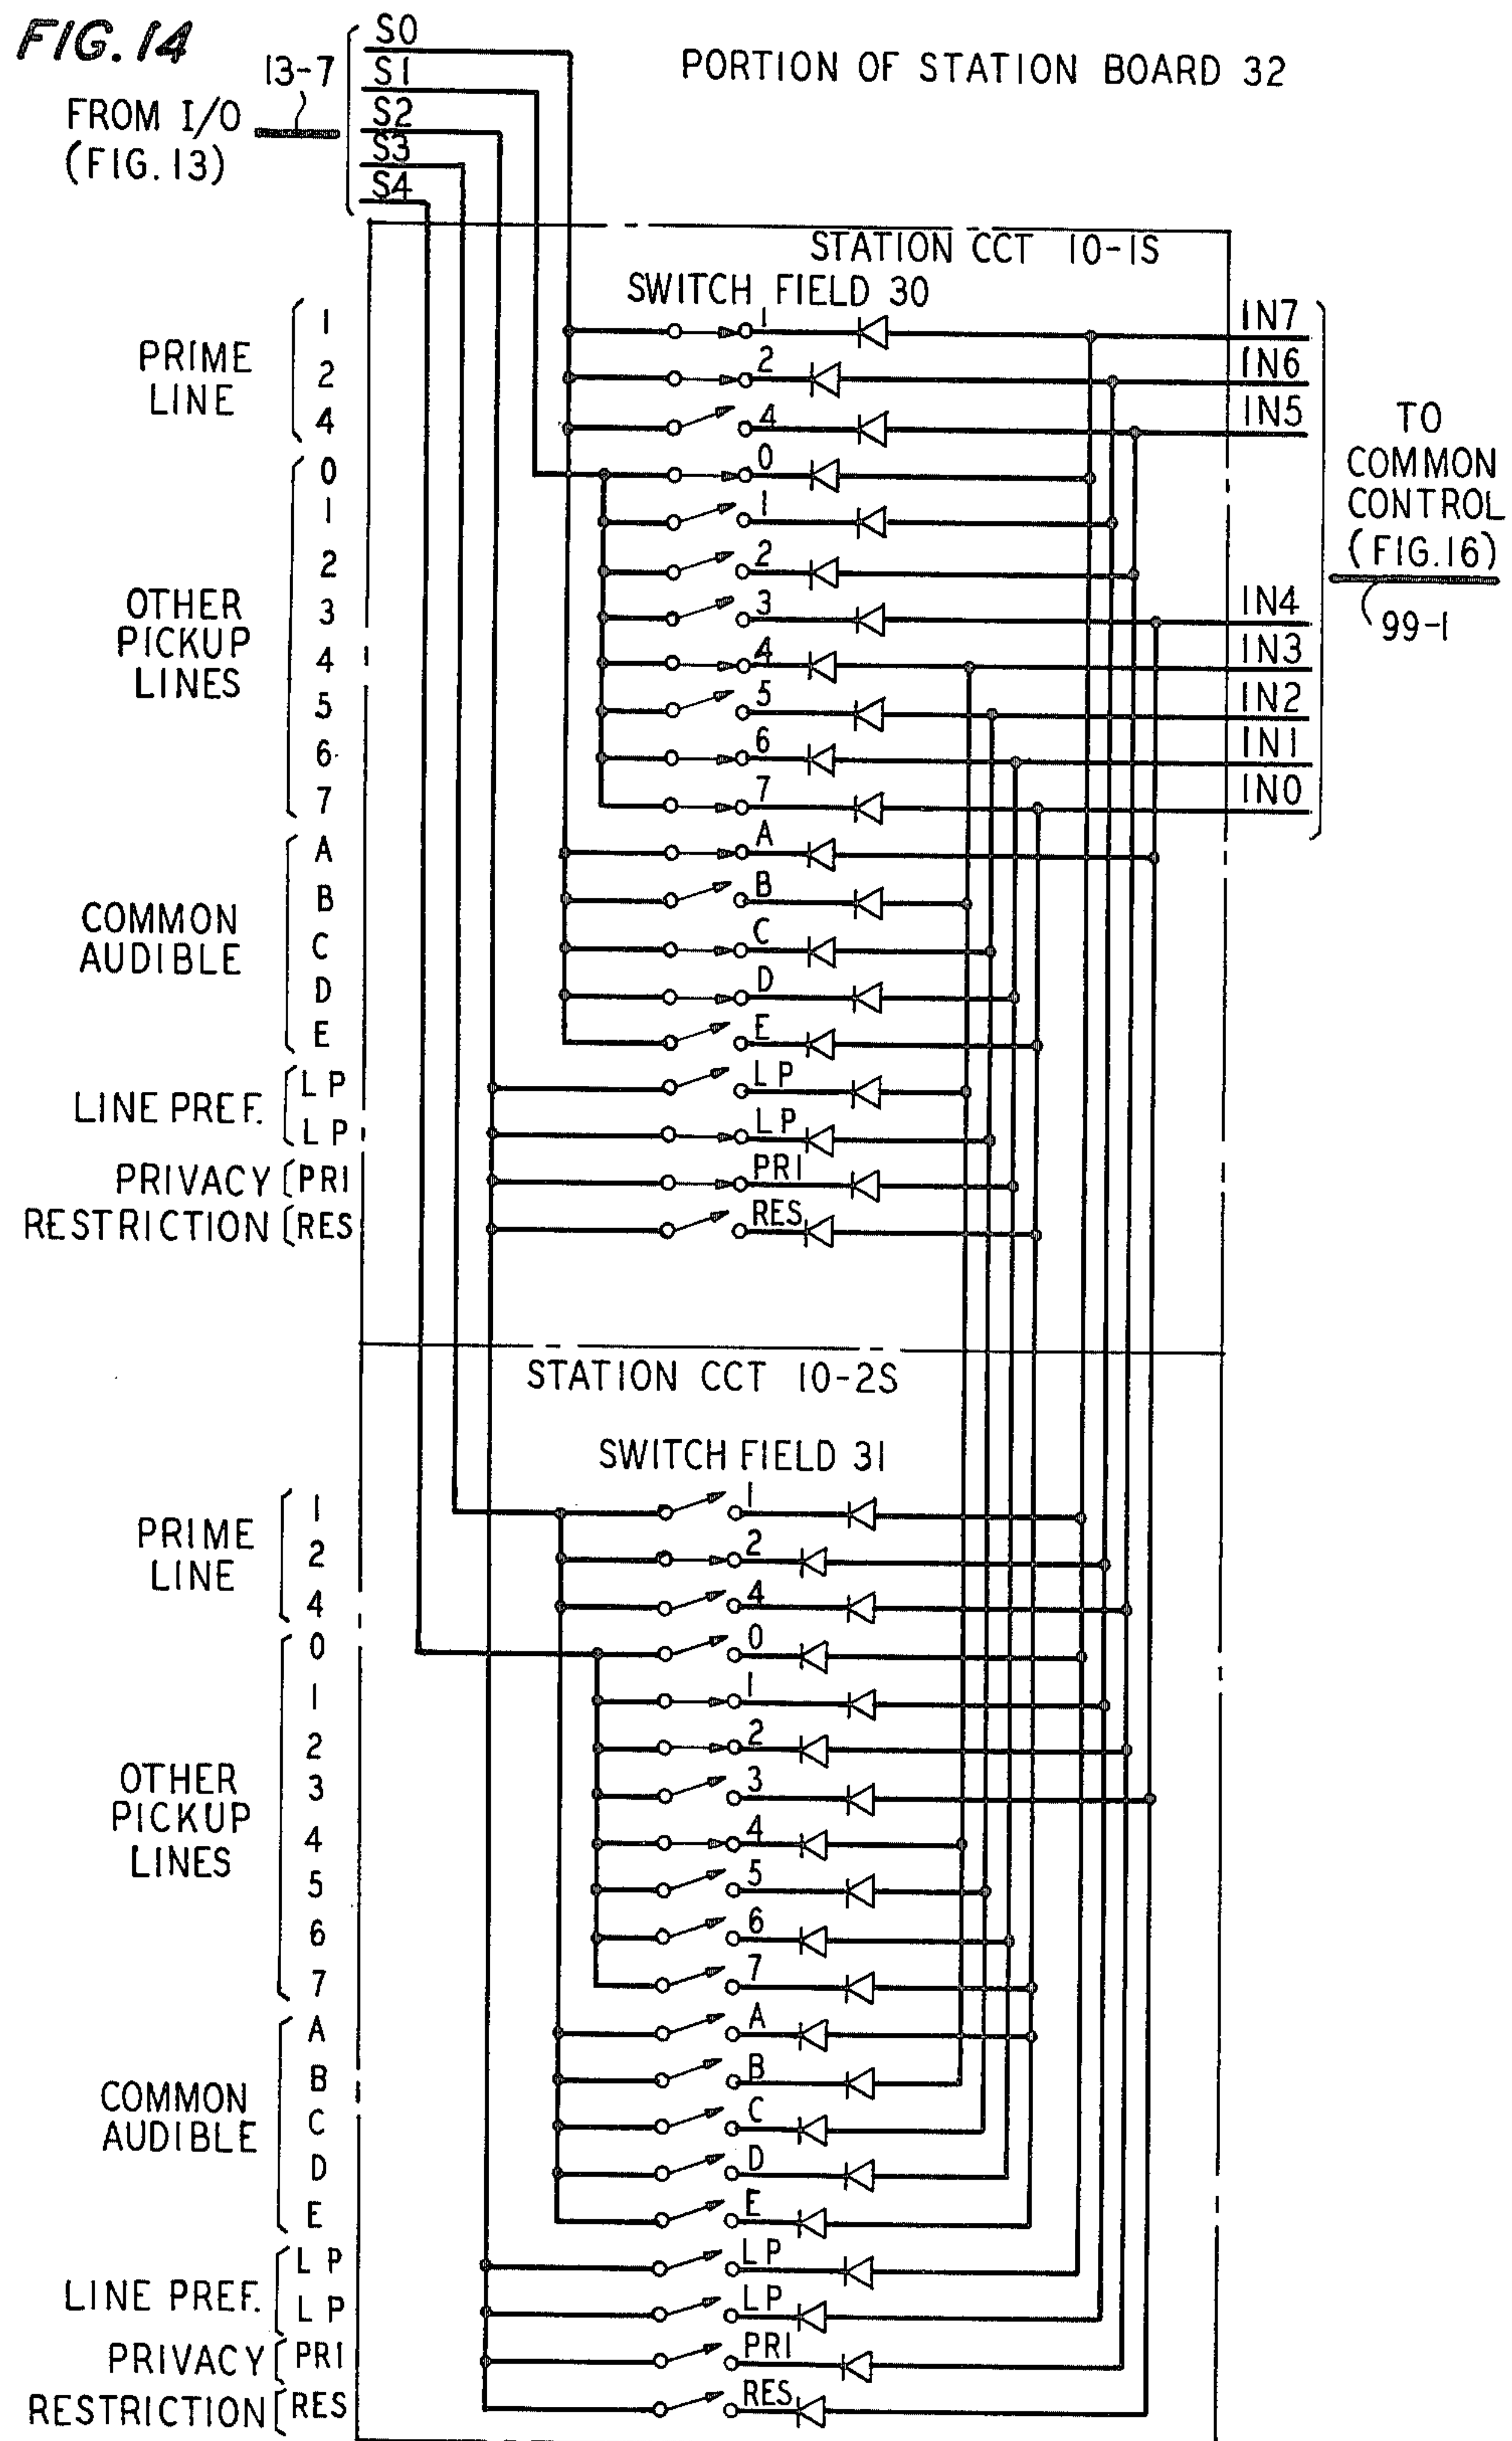 FIG. 14
PORTION OF STATION BOARD 32
13-7
FROM I/O
(FIG. 13)
S0
S1
S2
S3
S4
STATION CCT 10-1S
SWITCH FIELD 30
PRIME
LINE
1
2
4
OTHER
PICKUP
LINES
0
1
2
3
4
5
6
7
COMMON
AUDIBLE
A
B
C
D
E
LINE PREF.
LP
LP
PRIVACY [PRI
RESTRICTION [RES
1
2
4
0
1
2
3
4
5
6
7
A
B
C
D
E
LP
LP
PRI
RES
IN7
IN6
IN5
IN4
IN3
IN2
IN1
IN0
TO
COMMON
CONTROL
(FIG.16)
99-1
STATION CCT 10-2S
SWITCH FIELD 31
PRIME
LINE
1
2
4
OTHER
PICKUP
LINES
0
1
2
3
4
5
6
7
COMMON
AUDIBLE
A
B
C
D
E
LINE PREF.
LP
LP
PRIVACY [PRI
RESTRICTION [RES
1
2
4
0
1
2
3
4
5
6
7
A
B
C
D
E
LP
LP
PRI
RES